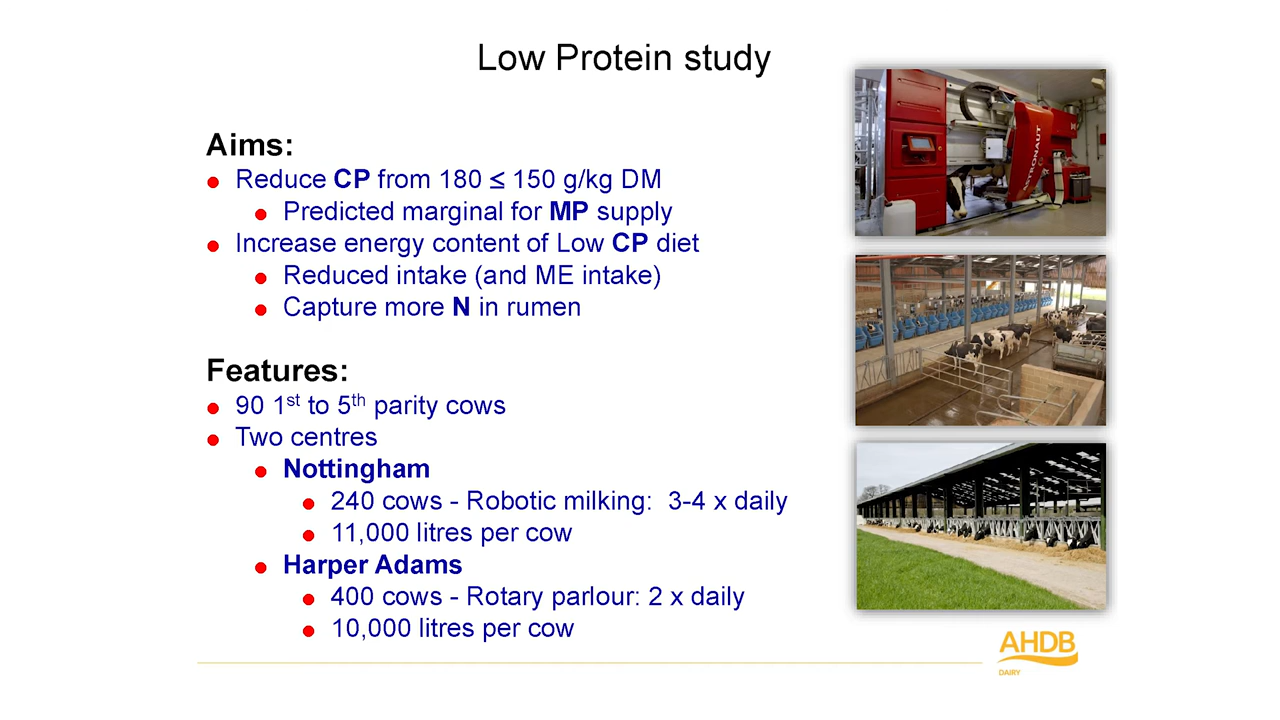 Low Protein study
Aims:
Reduce CP from 180 ≤ 150 g/kg DM
Predicted marginal for MP supply
Increase energy content of Low CP diet
Reduced intake (and ME intake)
Capture more N in rumen
Features:
90 1st to 5th parity cows
Two centres
Nottingham
240 cows - Robotic milking: 3-4 x daily
11,000 litres per cow
Harper Adams
400 cows - Rotary parlour: 2 x daily
10,000 litres per cow
ASTRONAUT
AHDB
DAIRY